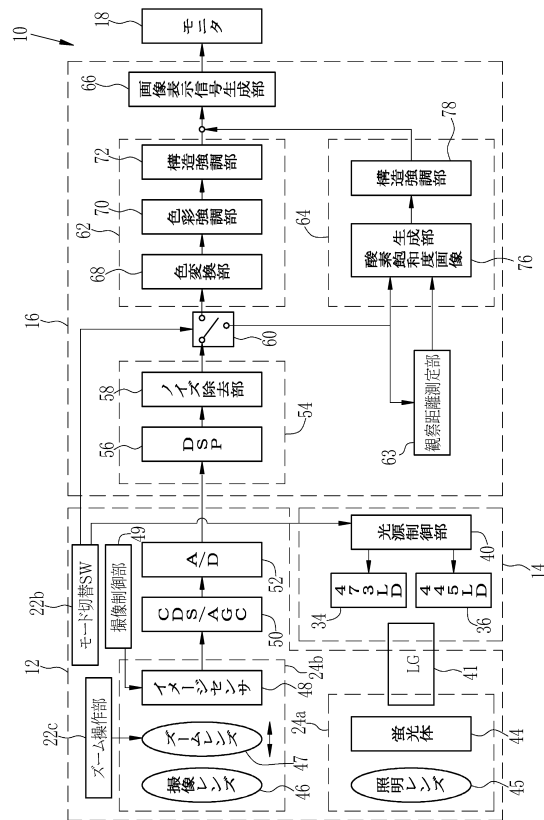 10
18
モニタ
66
画像表示信号生成部
16
62
72
構造強調部
70
色彩強調部
68
色変換部
64
78
構造強調部
酸素飽和度画像
生成部
76
60
63
観察距離測定部
54
58
ノイズ除去部
56
DSP
12
22b
モード切替SW
49
撮像制御部
22c
ズーム操作部
A/D
52
CDS/AGC
50
24b
イメージセンサ
48
ズームレンズ
47
撮像レンズ
46
14
光源制御部
40
34
473LD
445LD
36
LG
41
24a
蛍光体
44
照明レンズ
45